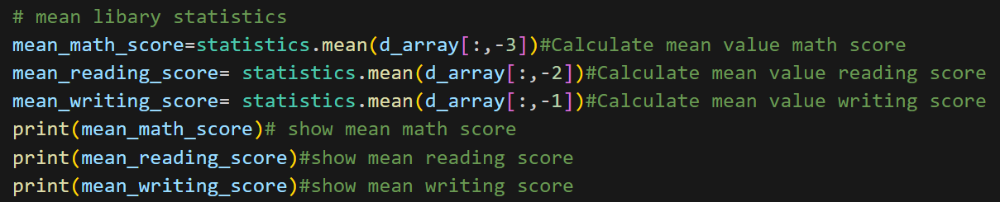 # mean libary statistics
mean_math_score=statistics.mean(d_array[:,-3])#Calculate mean value math score
mean_reading_score= statistics.mean(d_array[:,-2])#Calculate mean value reading score
mean_writing_score= statistics.mean(d_array[:,-1])#Calculate mean value writing score
print(mean_math_score)# show mean math score
print(mean_reading_score)#show mean reading score
print(mean_writing_score)#show mean writing score